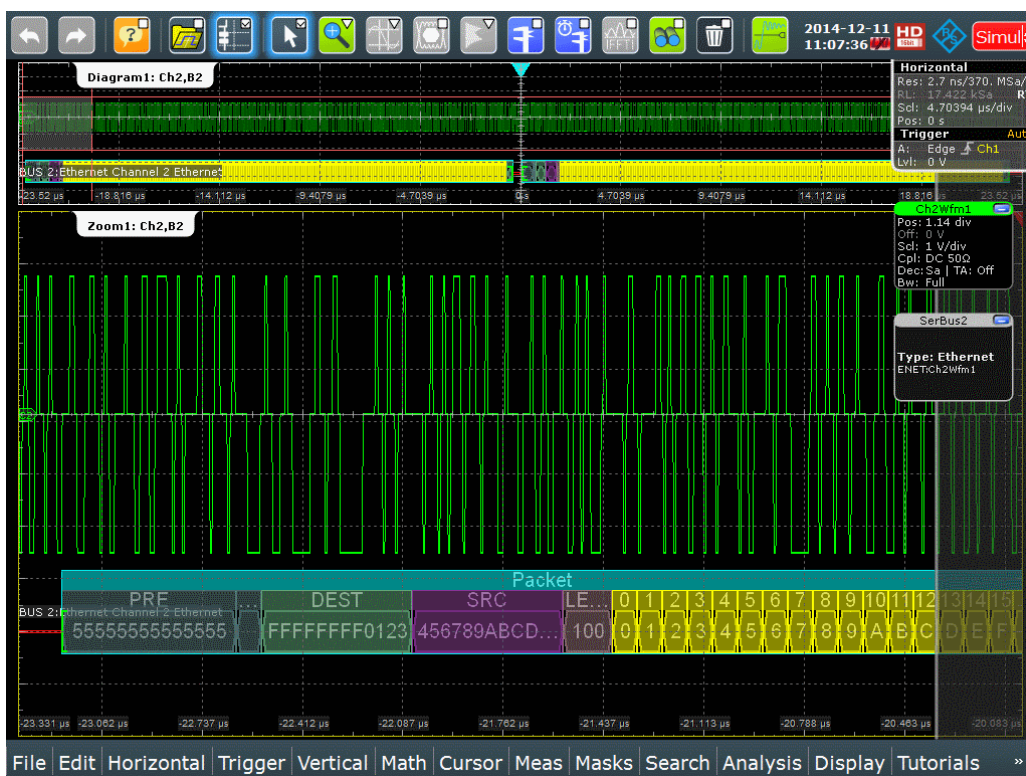 2014-12-11
11:07:36
HD
16bit
R&S
Simul
Diagram1: Ch2,B2
BUS 2:Ethernet Channel 2 Etherne
-23.52 µs -18.816 µs -14.112 µs -9.4079 µs -4.7039 µs 0 s 4.7039 µs 9.4079 µs 14.112 µs 18.816 µs 23.52 µs
Horizontal
Res: 2.7 ns/370. MSa/
RL: 17.422 kSa R
Scl: 4.70394 µs/div
Pos: 0 s
Trigger Aut
A: Edge Ch1
Lvl: 0 V
Zoom1: Ch2,B2
Ch2Wfm1
Pos: 1.14 div
Off: 0 V
Scl: 1 V/div
Cpl: DC 50Ω
Dec:Sa | TA: Off
Bw: Full
SerBus2
Type: Ethernet
ENET:Ch2Wfm1
Packet
PRE ... DEST SRC LE... 0 1 2 3 4 5 6 7 8 9 10 11 12 13 14 15
BUS 2:Ethernet Channel 2 Ethernet
55555555555555 FFFFFFFF0123 456789ABCD... 100 0 1 2 3 4 5 6 7 8 9 A B C D E F
-23.331 µs -23.062 µs -22.737 µs -22.412 µs -22.087 µs -21.762 µs -21.437 µs -21.113 µs -20.788 µs -20.463 µs -20.083 µs
File Edit Horizontal Trigger Vertical Math Cursor Meas Masks Search Analysis Display Tutorials »